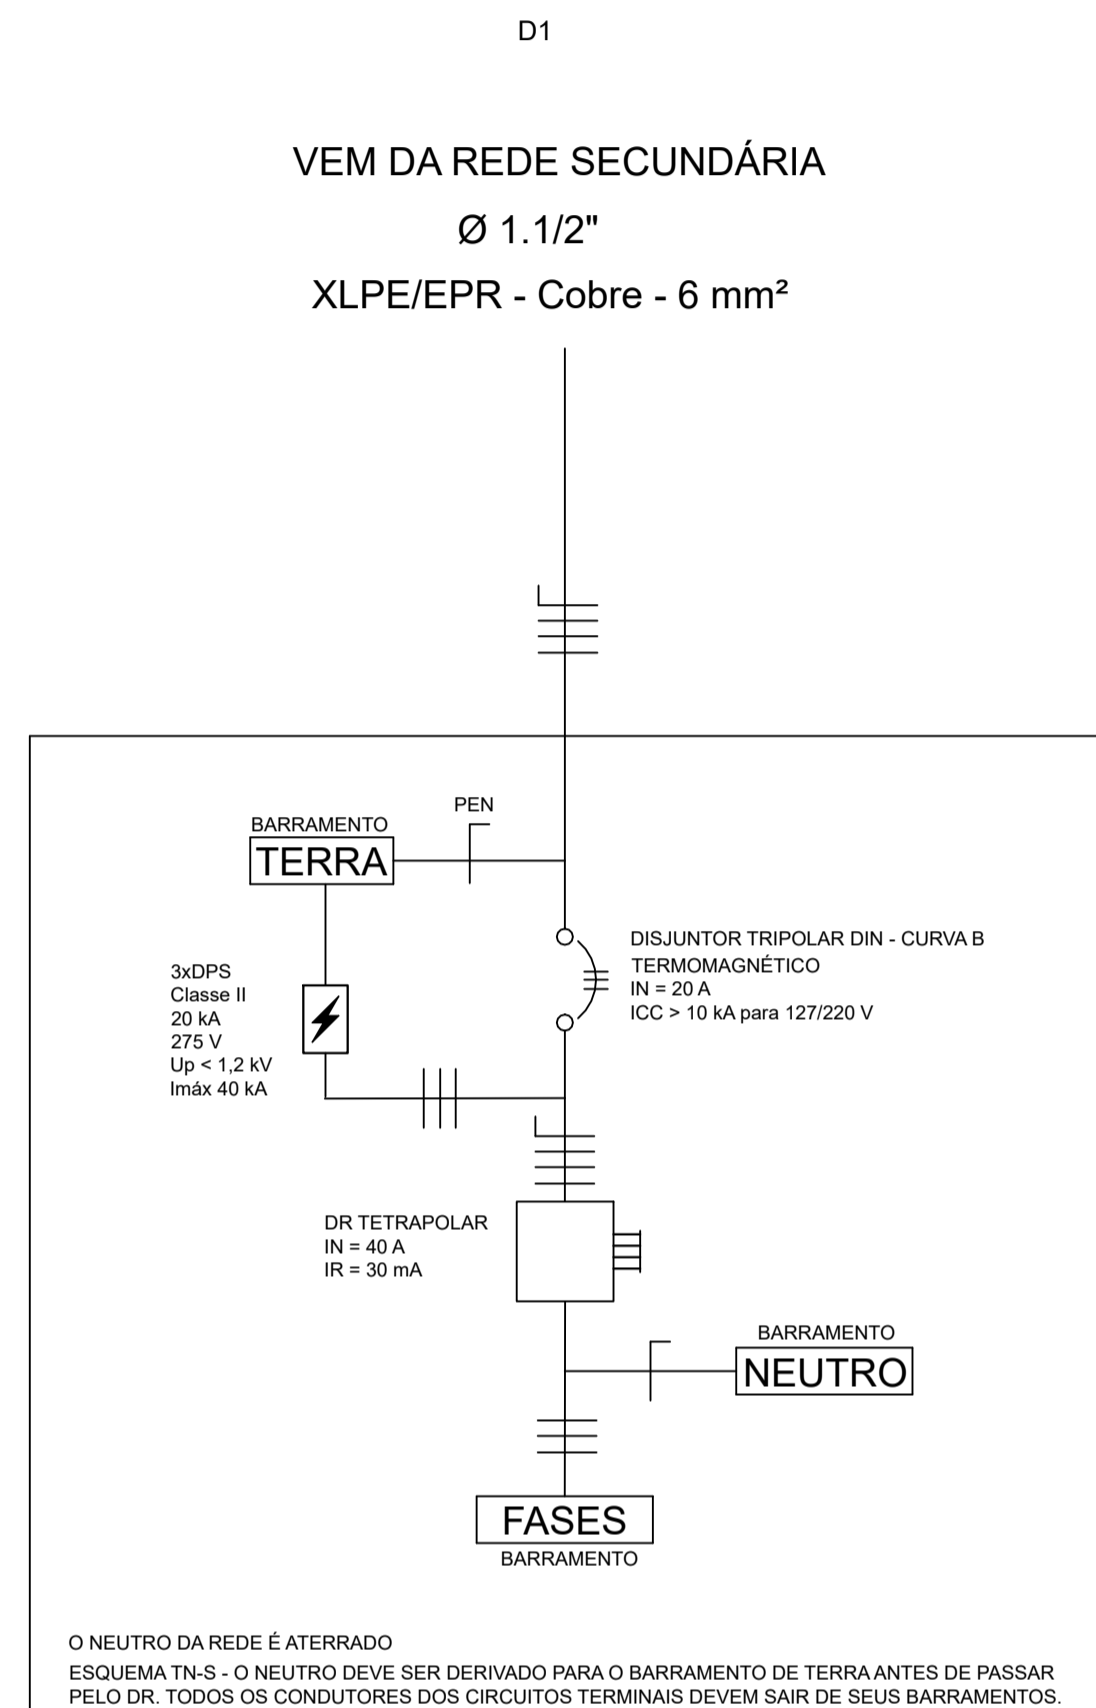 D1
VEM DA REDE SECUNDÁRIA
Ø 1.1/2"
XLPE/EPR - Cobre - 6 mm²
PEN
BARRAMENTO
TERRA
DISJUNTOR TRIPOLAR DIN - CURVA B
TERMOMAGNÉTICO
IN = 20 A
ICC > 10 kA para 127/220 V
3xDPS
Classe II
20 kA
275 V
Up < 1,2 kV
Imáx 40 kA
DR TETRAPOLAR
IN = 40 A
IR = 30 mA
BARRAMENTO
NEUTRO
FASES
BARRAMENTO
O NEUTRO DA REDE É ATERRADO
ESQUEMA TN-S - O NEUTRO DEVE SER DERIVADO PARA O BARRAMENTO DE TERRA ANTES DE PASSAR
PELO DR. TODOS OS CONDUTORES DOS CIRCUITOS TERMINAIS DEVEM SAIR DE SEUS BARRAMENTOS.